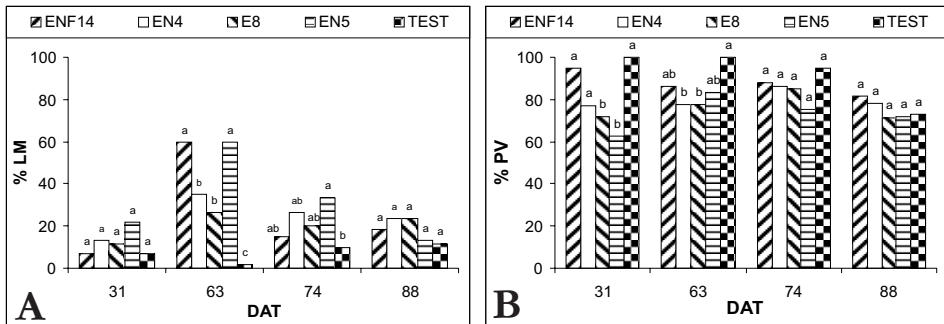 ENF14 EN4 E8 EN5 TEST
100
80
60
40
20
0
% LM
a a a a a
a b b a c
ab a ab a b
a a a a a
31 63 74 88
DAT
A
ENF14 EN4 E8 EN5 TEST
100
80
60
40
20
0
% PV
a a b b a
ab b b ab a
a a a a a
a a a a a
31 63 74 88
DAT
B